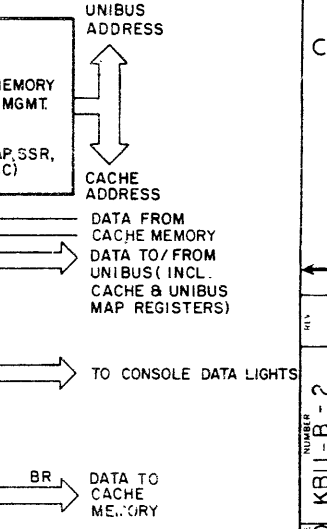 UNIBUS
ADDRESS
C
EMORY
MGMT.
AP, SSR,
C)
CACHE
ADDRESS
DATA FROM
CACHE MEMORY
DATA TO/FROM
UNIBUS (INCL.
CACHE & UNIBUS
MAP REGISTERS)
REV
TO CONSOLE DATA LIGHTS
NUMBER
KB11-B-2
BR
DATA TO
CACHE
MEMORY